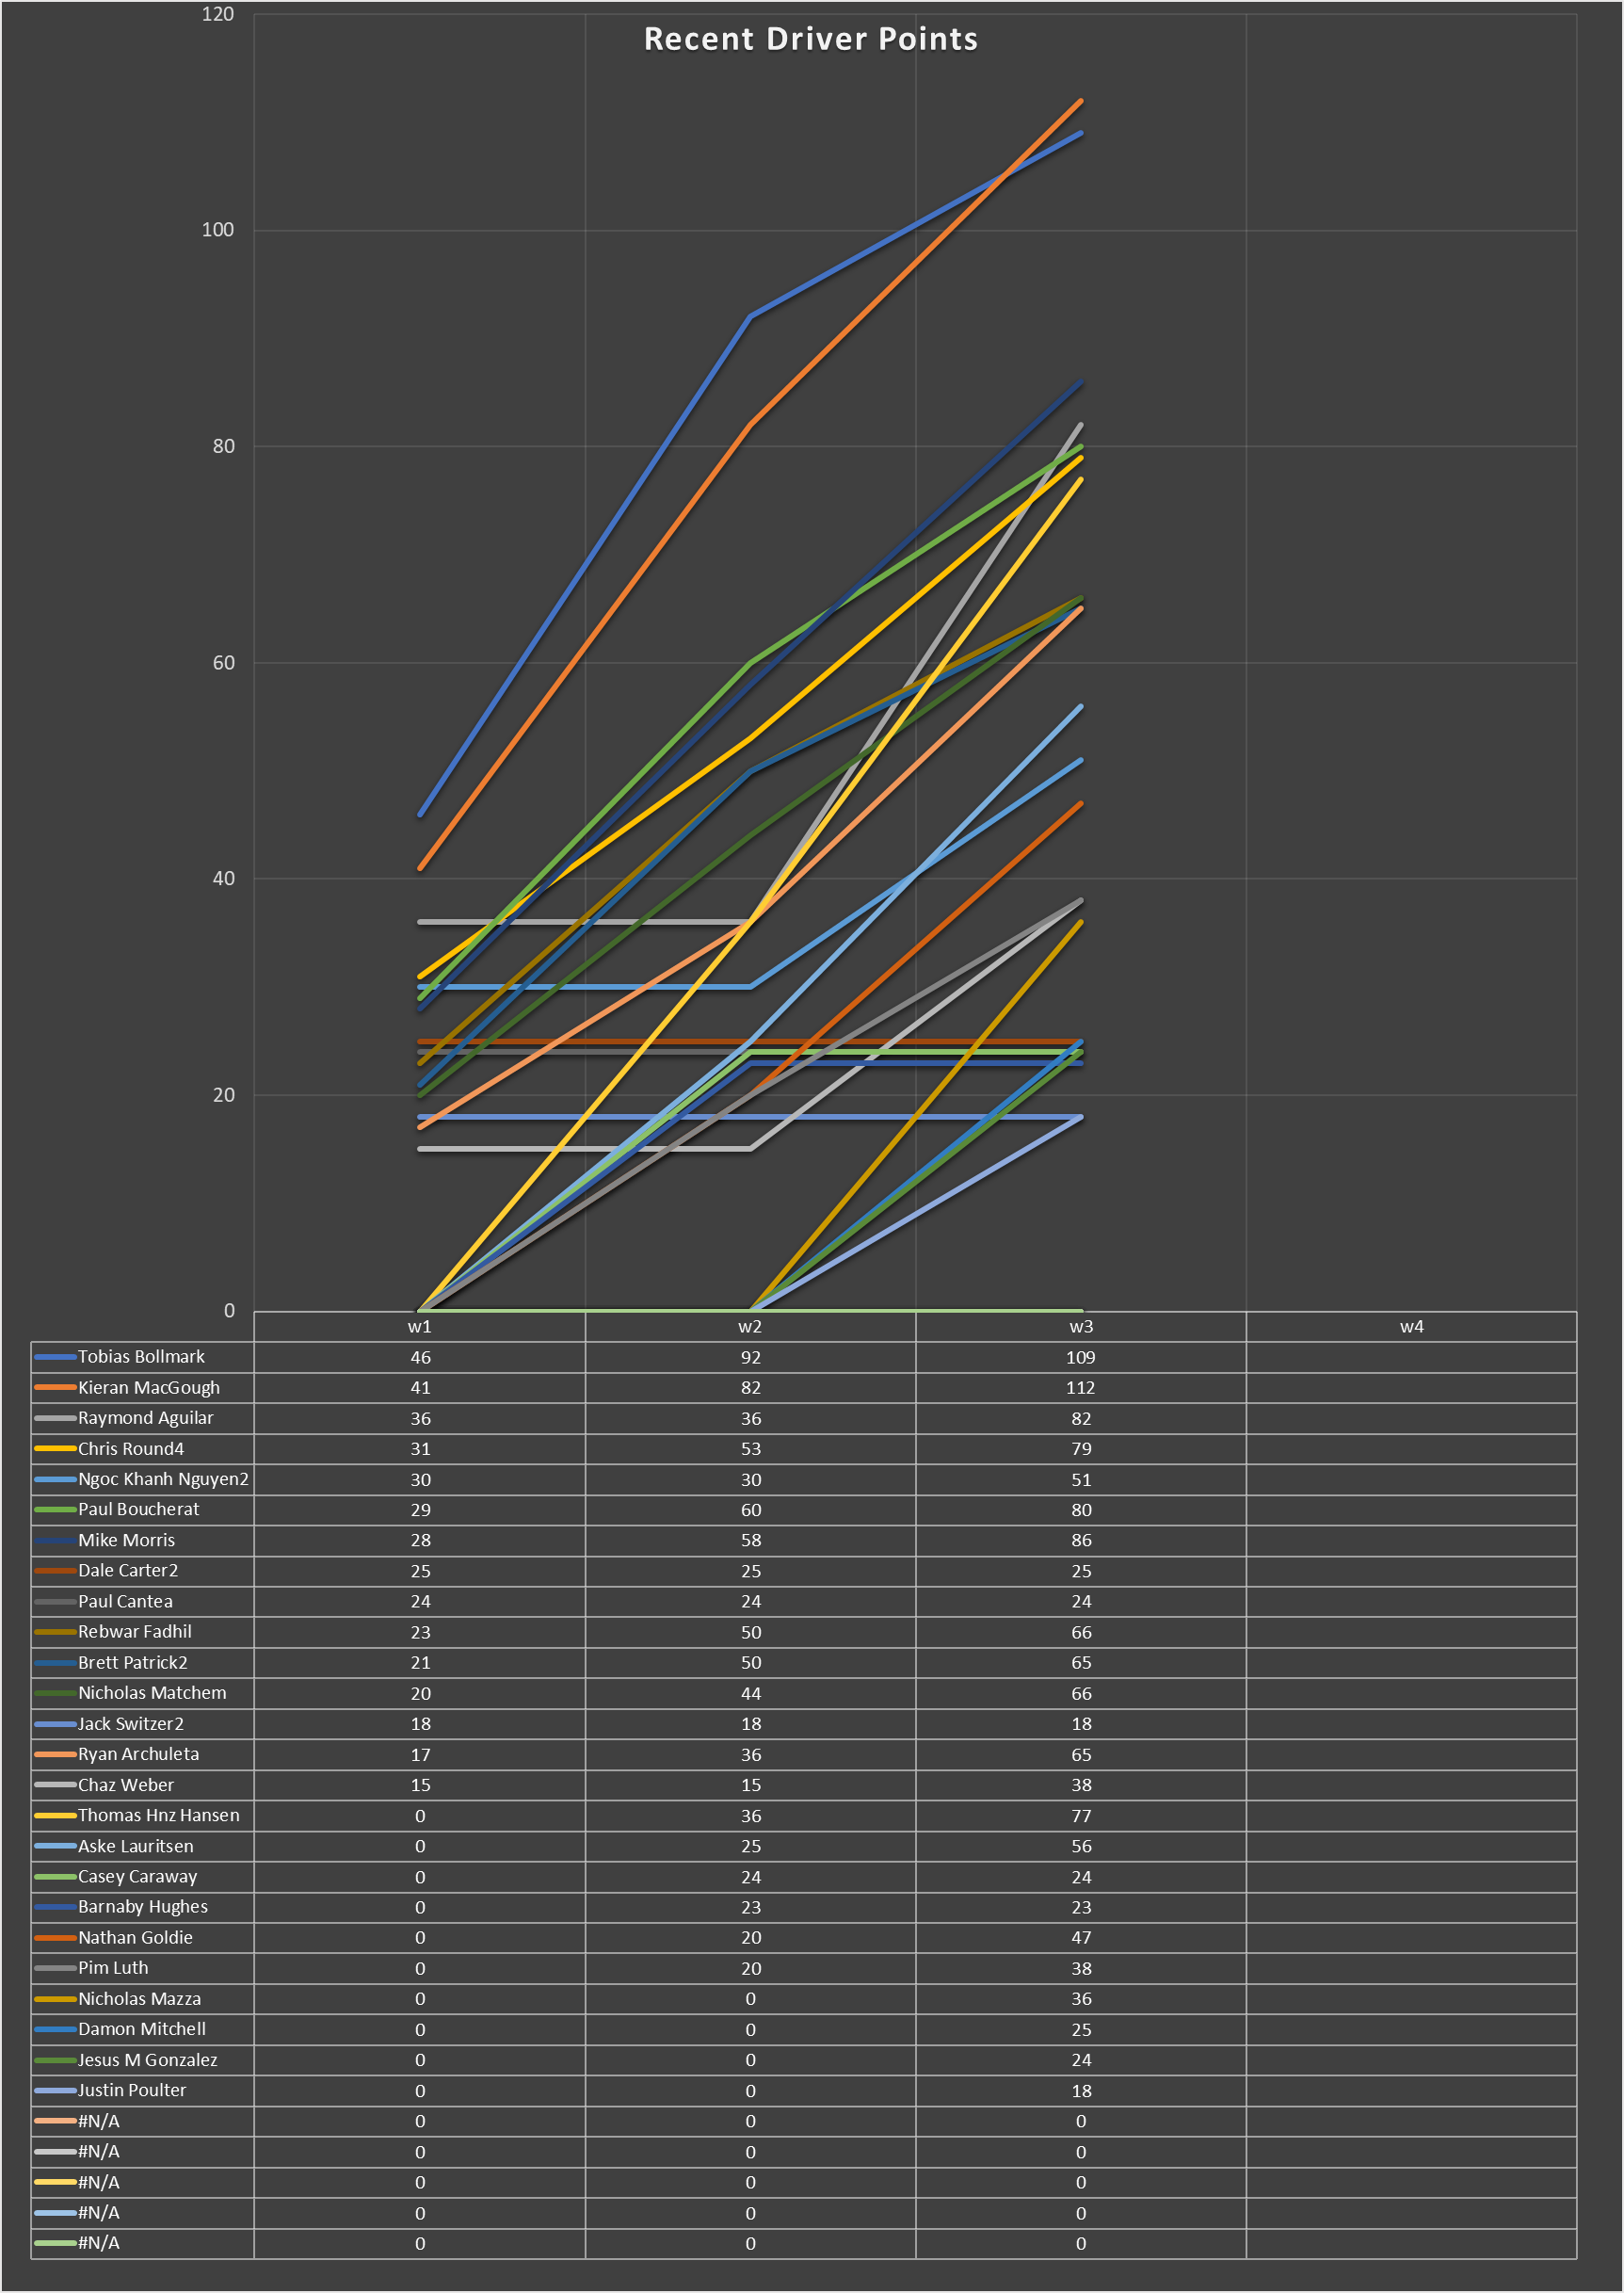 120
Recent Driver Points
100
80
60
40
20
0
w1 w2 w3 w4
Tobias Bollmark 46 92 109
Kieran MacGough 41 82 112
Raymond Aguilar 36 36 82
Chris Round4 31 53 79
Ngoc Khanh Nguyen2 30 30 51
Paul Boucherat 29 60 80
Mike Morris 28 58 86
Dale Carter2 25 25 25
Paul Cantea 24 24 24
Rebwar Fadhil 23 50 66
Brett Patrick2 21 50 65
Nicholas Matchem 20 44 66
Jack Switzer2 18 18 18
Ryan Archuleta 17 36 65
Chaz Weber 15 15 38
Thomas Hnz Hansen 0 36 77
Aske Lauritsen 0 25 56
Casey Caraway 0 24 24
Barnaby Hughes 0 23 23
Nathan Goldie 0 20 47
Pim Luth 0 20 38
Nicholas Mazza 0 0 36
Damon Mitchell 0 0 25
Jesus M Gonzalez 0 0 24
Justin Poulter 0 0 18
#N/A 0 0 0
#N/A 0 0 0
#N/A 0 0 0
#N/A 0 0 0
#N/A 0 0 0